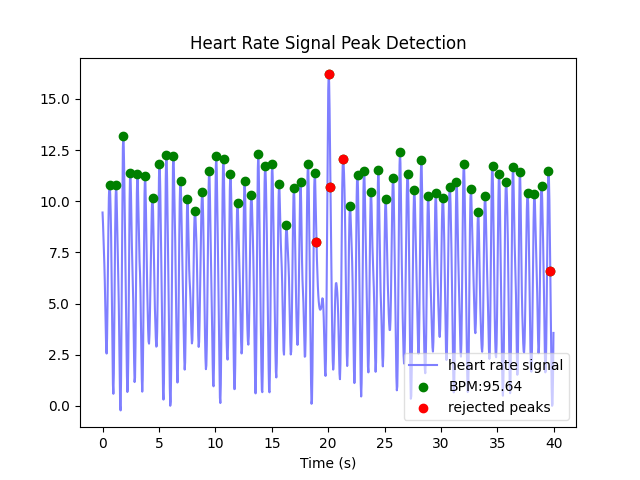 Heart Rate Signal Peak Detection
15.0
12.5
10.0
7.5
5.0
2.5
0.0
heart rate signal
BPM:95.64
rejected peaks
0 5 10 15 20 25 30 35 40
Time (s)